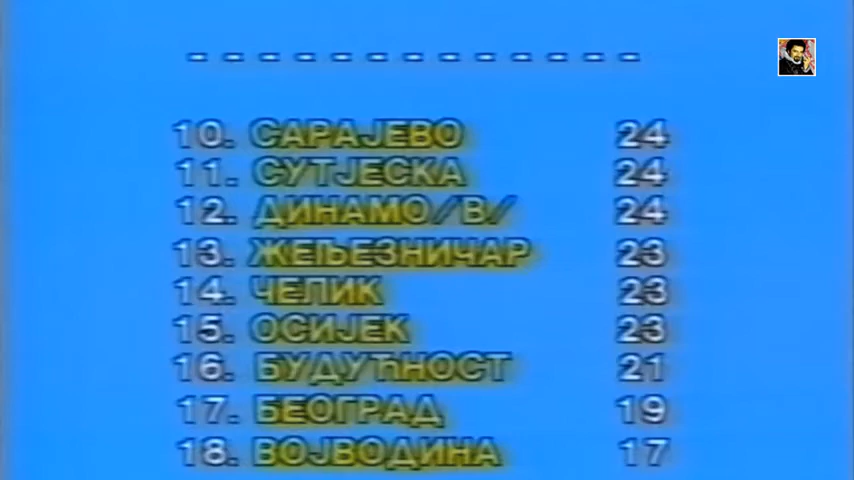 - - - - - - - - - - - - -
10. САРАЈЕВО 24
11. СУТЈЕСКА 24
12. ДИНАМО/В/ 24
13. ЖЕЉЕЗНИЧАР 23
14. ЧЕЛИК 23
15. ОСИЈЕК 23
16. БУДУЋНОСТ 21
17. БЕОГРАД 19
18. ВОЈВОДИНА 17